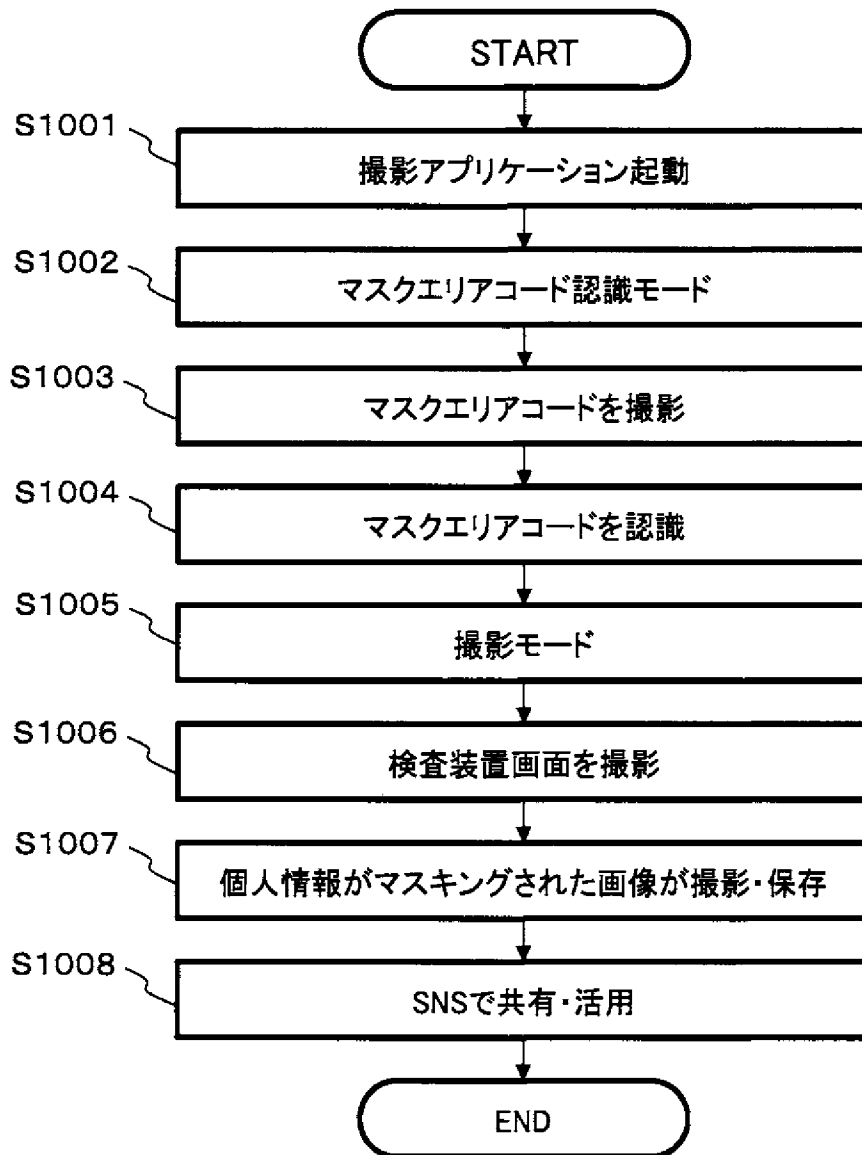 START
S1001
撮影アプリケーション起動
S1002
マスクエリアコード認識モード
S1003
マスクエリアコードを撮影
S1004
マスクエリアコードを認識
S1005
撮影モード
S1006
検査装置画面を撮影
S1007
個人情報がマスキングされた画像が撮影・保存
S1008
SNSで共有・活用
END